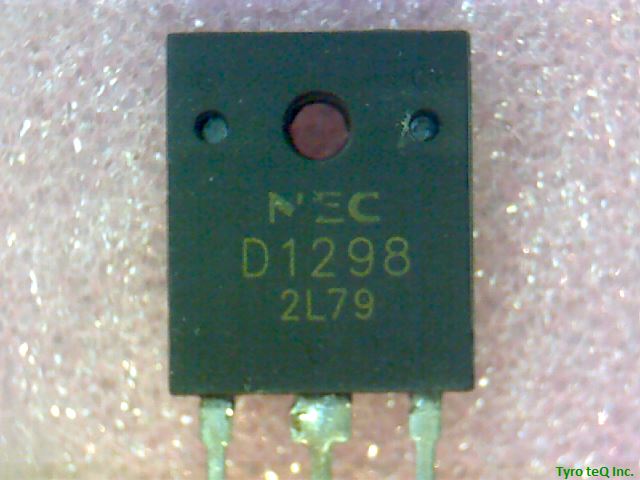 NEC
D1298
2L79
Tyro teQ Inc.